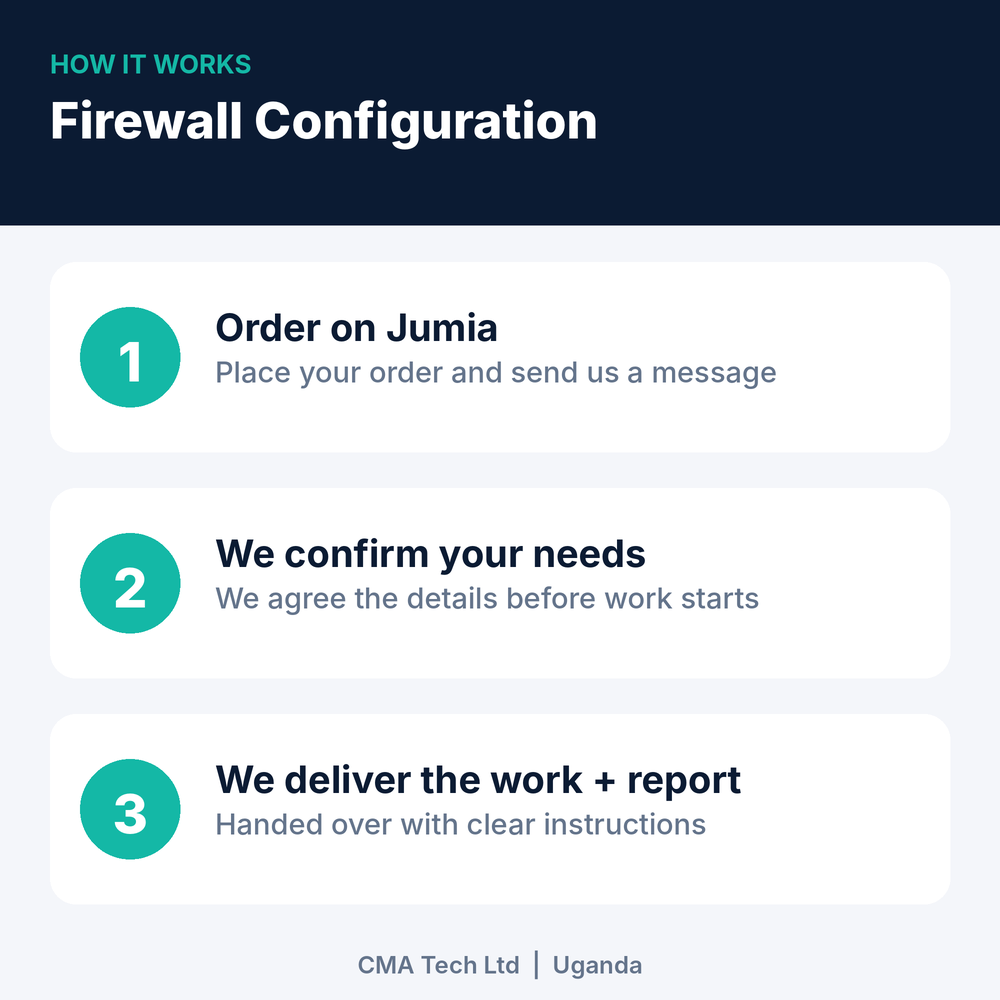 HOW IT WORKS
Firewall Configuration
1
Order on Jumia
Place your order and send us a message
2
We confirm your needs
We agree the details before work starts
3
We deliver the work + report
Handed over with clear instructions
CMA Tech Ltd | Uganda